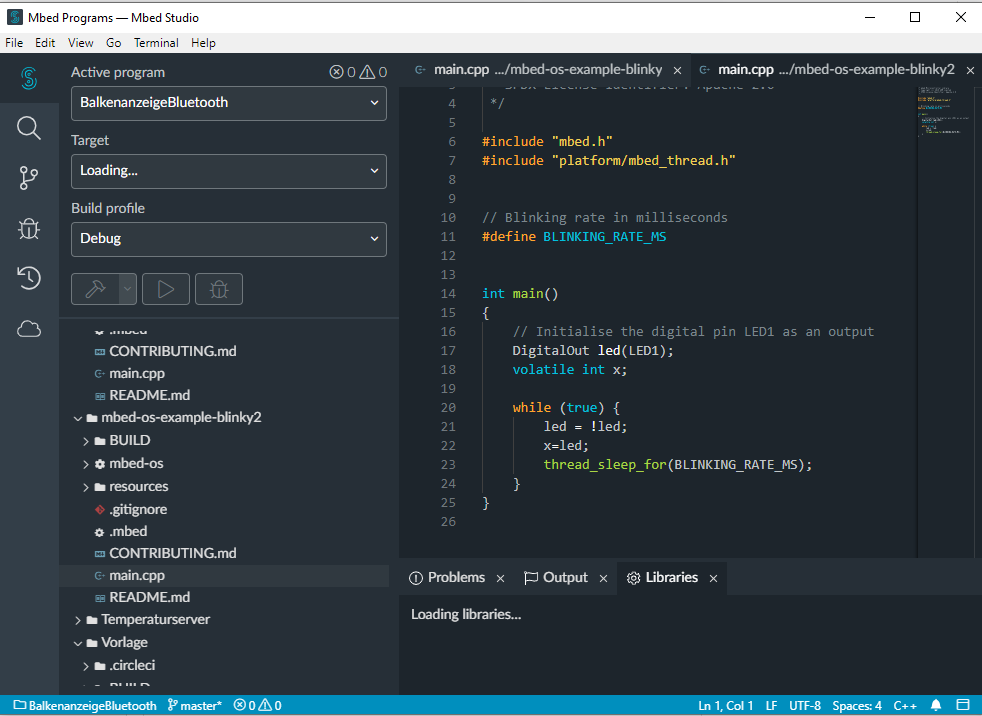 Mbed Programs — Mbed Studio
File Edit View Go Terminal Help
Active program 0 0
BalkenanzeigeBluetooth
Target
Loading...
Build profile
Debug
.mbed
CONTRIBUTING.md
main.cpp
README.md
mbed-os-example-blinky2
BUILD
mbed-os
resources
.gitignore
.mbed
CONTRIBUTING.md
main.cpp
README.md
Temperaturserver
Vorlage
.circleci
BUILD
main.cpp .../mbed-os-example-blinky × main.cpp .../mbed-os-example-blinky2 ×
3 * SPDX-License-Identifier: Apache-2.0
4 */
5
6 #include "mbed.h"
7 #include "platform/mbed_thread.h"
8
9
10 // Blinking rate in milliseconds
11 #define BLINKING_RATE_MS
12
13
14 int main()
15 {
16 // Initialise the digital pin LED1 as an output
17 DigitalOut led(LED1);
18 volatile int x;
19
20 while (true) {
21 led = !led;
22 x=led;
23 thread_sleep_for(BLINKING_RATE_MS);
24 }
25 }
26
Problems × Output × Libraries ×
Loading libraries...
BalkenanzeigeBluetooth master* 0 0 Ln 1, Col 1 LF UTF-8 Spaces: 4 C++